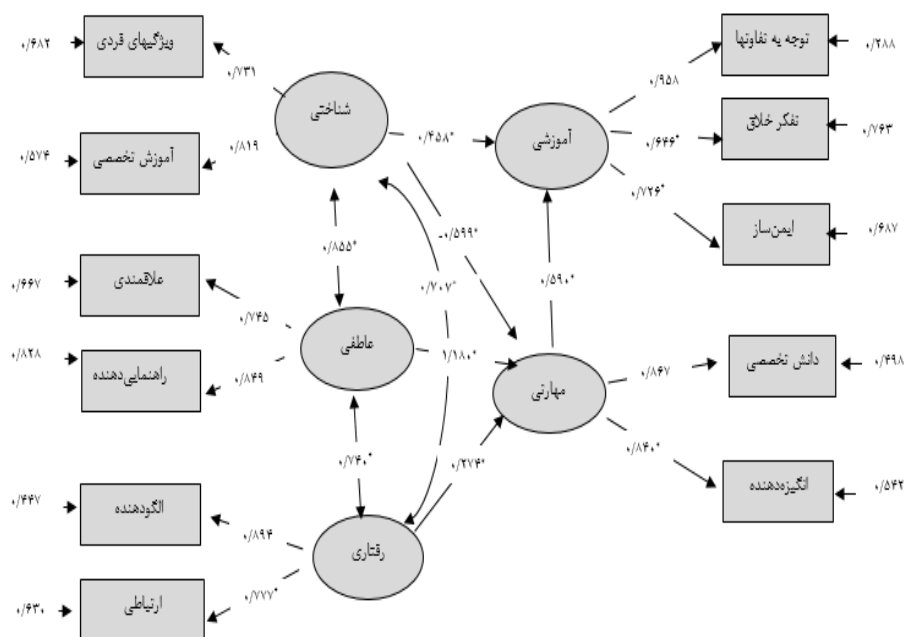 توجه یه تفاوتها
۰/۲۸۸
۰/۹۵۸
تفکر خلاق
۰/۷۶۳
۰/۶۴۶*
ایمن‌ساز
۰/۶۸۷
۰/۷۲۶*
آموزشی
۰/۴۵۸*
شناختی
ویژگیهای قردی
۰/۶۸۲
۰/۷۳۱
آموزش تخصصی
۰/۵۷۴
۰/۸۱۹
-۰/۵۹۹*
۰/۸۵۵*
۰/۷۰۷*
۰/۵۹۰*
علاقمندی
۰/۶۶۷
۰/۷۴۵
عاطفی
۱/۱۸۰*
راهنمایی‌دهنده
۰/۸۲۸
۰/۸۴۹
مهارتی
دانش تخصصی
۰/۴۹۸
۰/۸۶۷
انگیزه‌دهنده
۰/۵۴۲
۰/۸۴۰*
۰/۷۴۰*
۰/۲۷۴*
الگودهنده
۰/۴۴۷
۰/۸۹۴
رقتاری
ارتباطی
۰/۶۳۰
۰/۷۷۷*